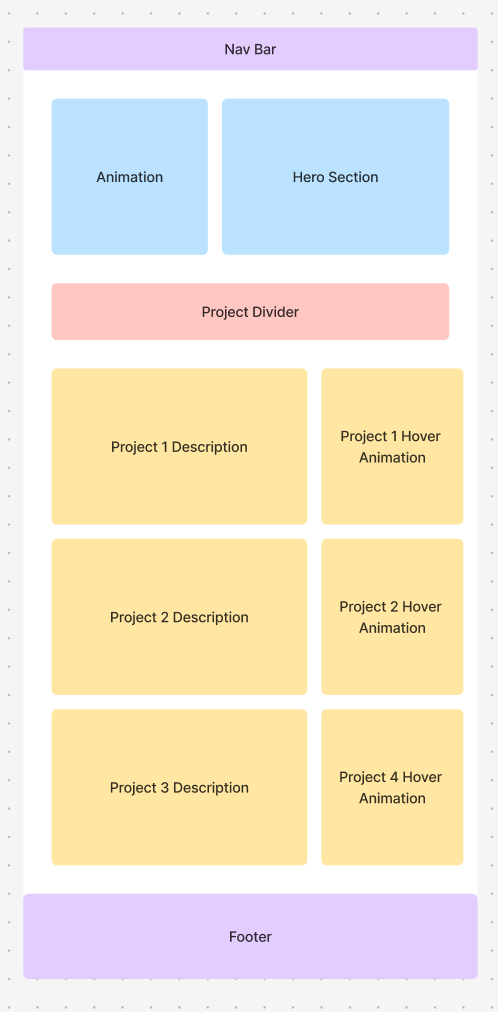 Nav Bar
Animation
Hero Section
Project Divider
Project 1 Description
Project 1 Hover
Animation
Project 2 Description
Project 2 Hover
Animation
Project 3 Description
Project 4 Hover
Animation
Footer